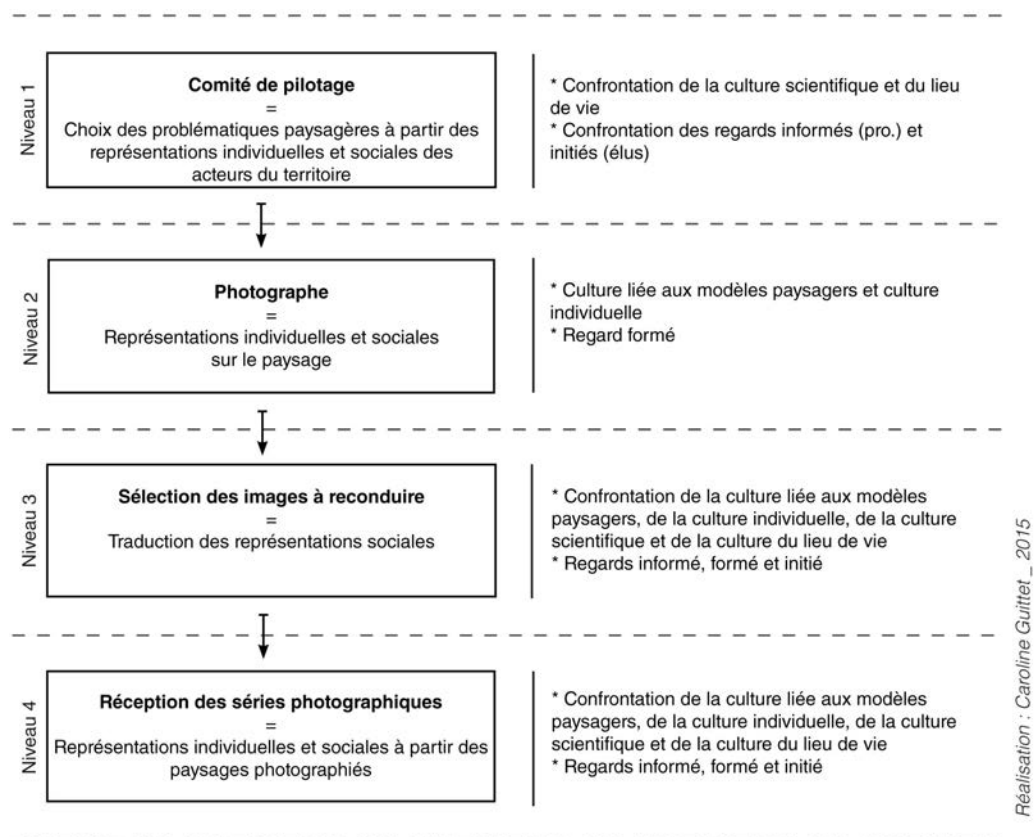 Niveau 1
Comité de pilotage
=
Choix des problématiques paysagères à partir des
représentations individuelles et sociales des
acteurs du territoire
* Confrontation de la culture scientifique et du lieu
de vie
* Confrontation des regards informés (pro.) et
initiés (élus)
Niveau 2
Photographe
=
Représentations individuelles et sociales
sur le paysage
* Culture liée aux modèles paysagers et culture
individuelle
* Regard formé
Niveau 3
Sélection des images à reconduire
=
Traduction des représentations sociales
* Confrontation de la culture liée aux modèles
paysagers, de la culture individuelle, de la culture
scientifique et de la culture du lieu de vie
* Regards informé, formé et initié
Niveau 4
Réception des séries photographiques
=
Représentations individuelles et sociales à partir des
paysages photographiés
* Confrontation de la culture liée aux modèles
paysagers, de la culture individuelle, de la culture
scientifique et de la culture du lieu de vie
* Regards informé, formé et initié
Réalisation : Caroline Guittet _ 2015